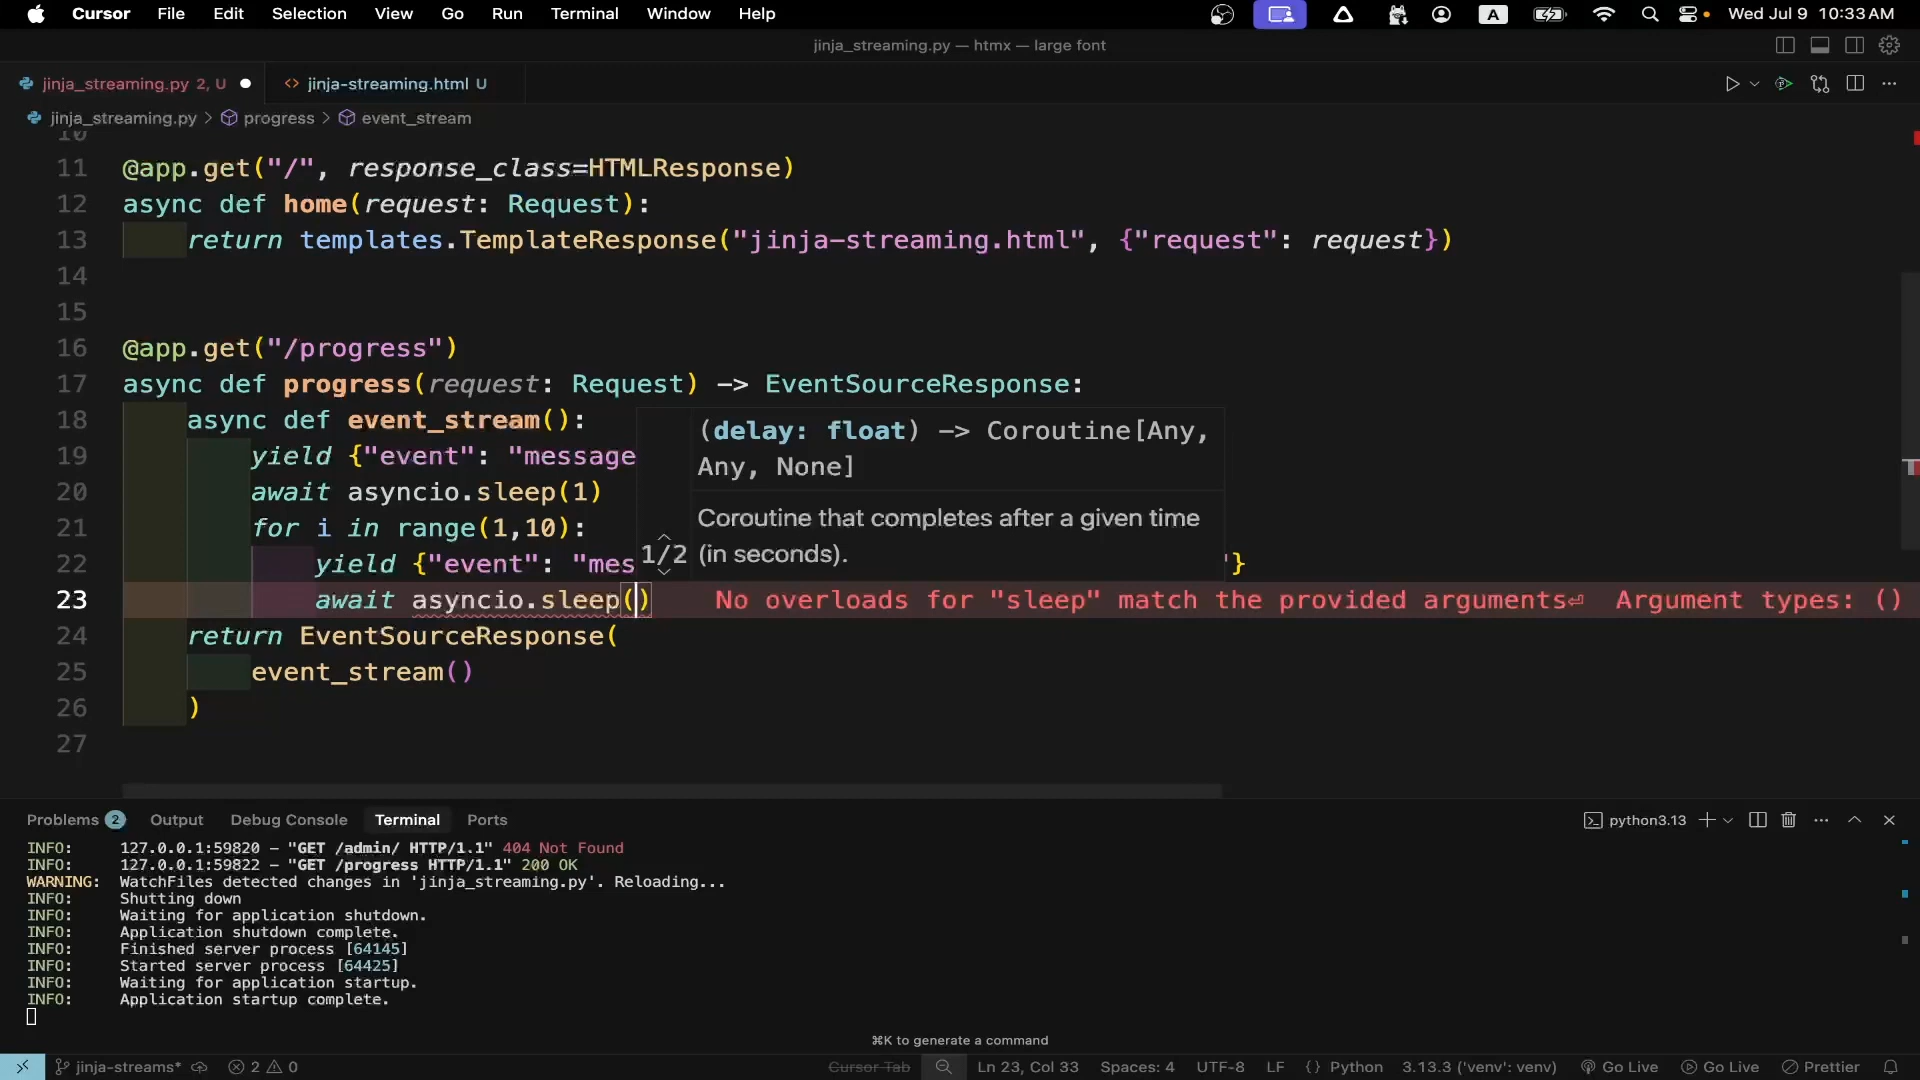 Cursor File Edit Selection View Go Run Terminal Window Help A Wed Jul 9 10:33 AM
jinja_streaming.py — htmx — large font
jinja_streaming.py 2, U jinja-streaming.html U
jinja_streaming.py > progress > event_stream
10
11 @app.get("/", response_class=HTMLResponse)
12 async def home(request: Request):
13 return templates.TemplateResponse("jinja-streaming.html", {"request": request})
14
15
16 @app.get("/progress")
17 async def progress(request: Request) -> EventSourceResponse:
18 async def event_stream():
(delay: float) -> Coroutine[Any,
Any, None]
19 yield {"event": "message
20 await asyncio.sleep(1)
Coroutine that completes after a given time
(in seconds).
21 for i in range(1,10):
1/2
22 yield {"event": "mes "}
23 await asyncio.sleep() No overloads for "sleep" match the provided arguments⏎ Argument types: ()
24 return EventSourceResponse(
25 event_stream()
26 )
27
Problems 2 Output Debug Console Terminal Ports python3.13
INFO: 127.0.0.1:59820 - "GET /admin/ HTTP/1.1" 404 Not Found
INFO: 127.0.0.1:59822 - "GET /progress HTTP/1.1" 200 OK
WARNING: WatchFiles detected changes in 'jinja_streaming.py'. Reloading...
INFO: Shutting down
INFO: Waiting for application shutdown.
INFO: Application shutdown complete.
INFO: Finished server process [64145]
INFO: Started server process [64425]
INFO: Waiting for application startup.
INFO: Application startup complete.
⌘K to generate a command
jinja-streams* 2 0 Cursor Tab Ln 23, Col 33 Spaces: 4 UTF-8 LF {} Python 3.13.3 ('venv': venv) Go Live Go Live Prettier